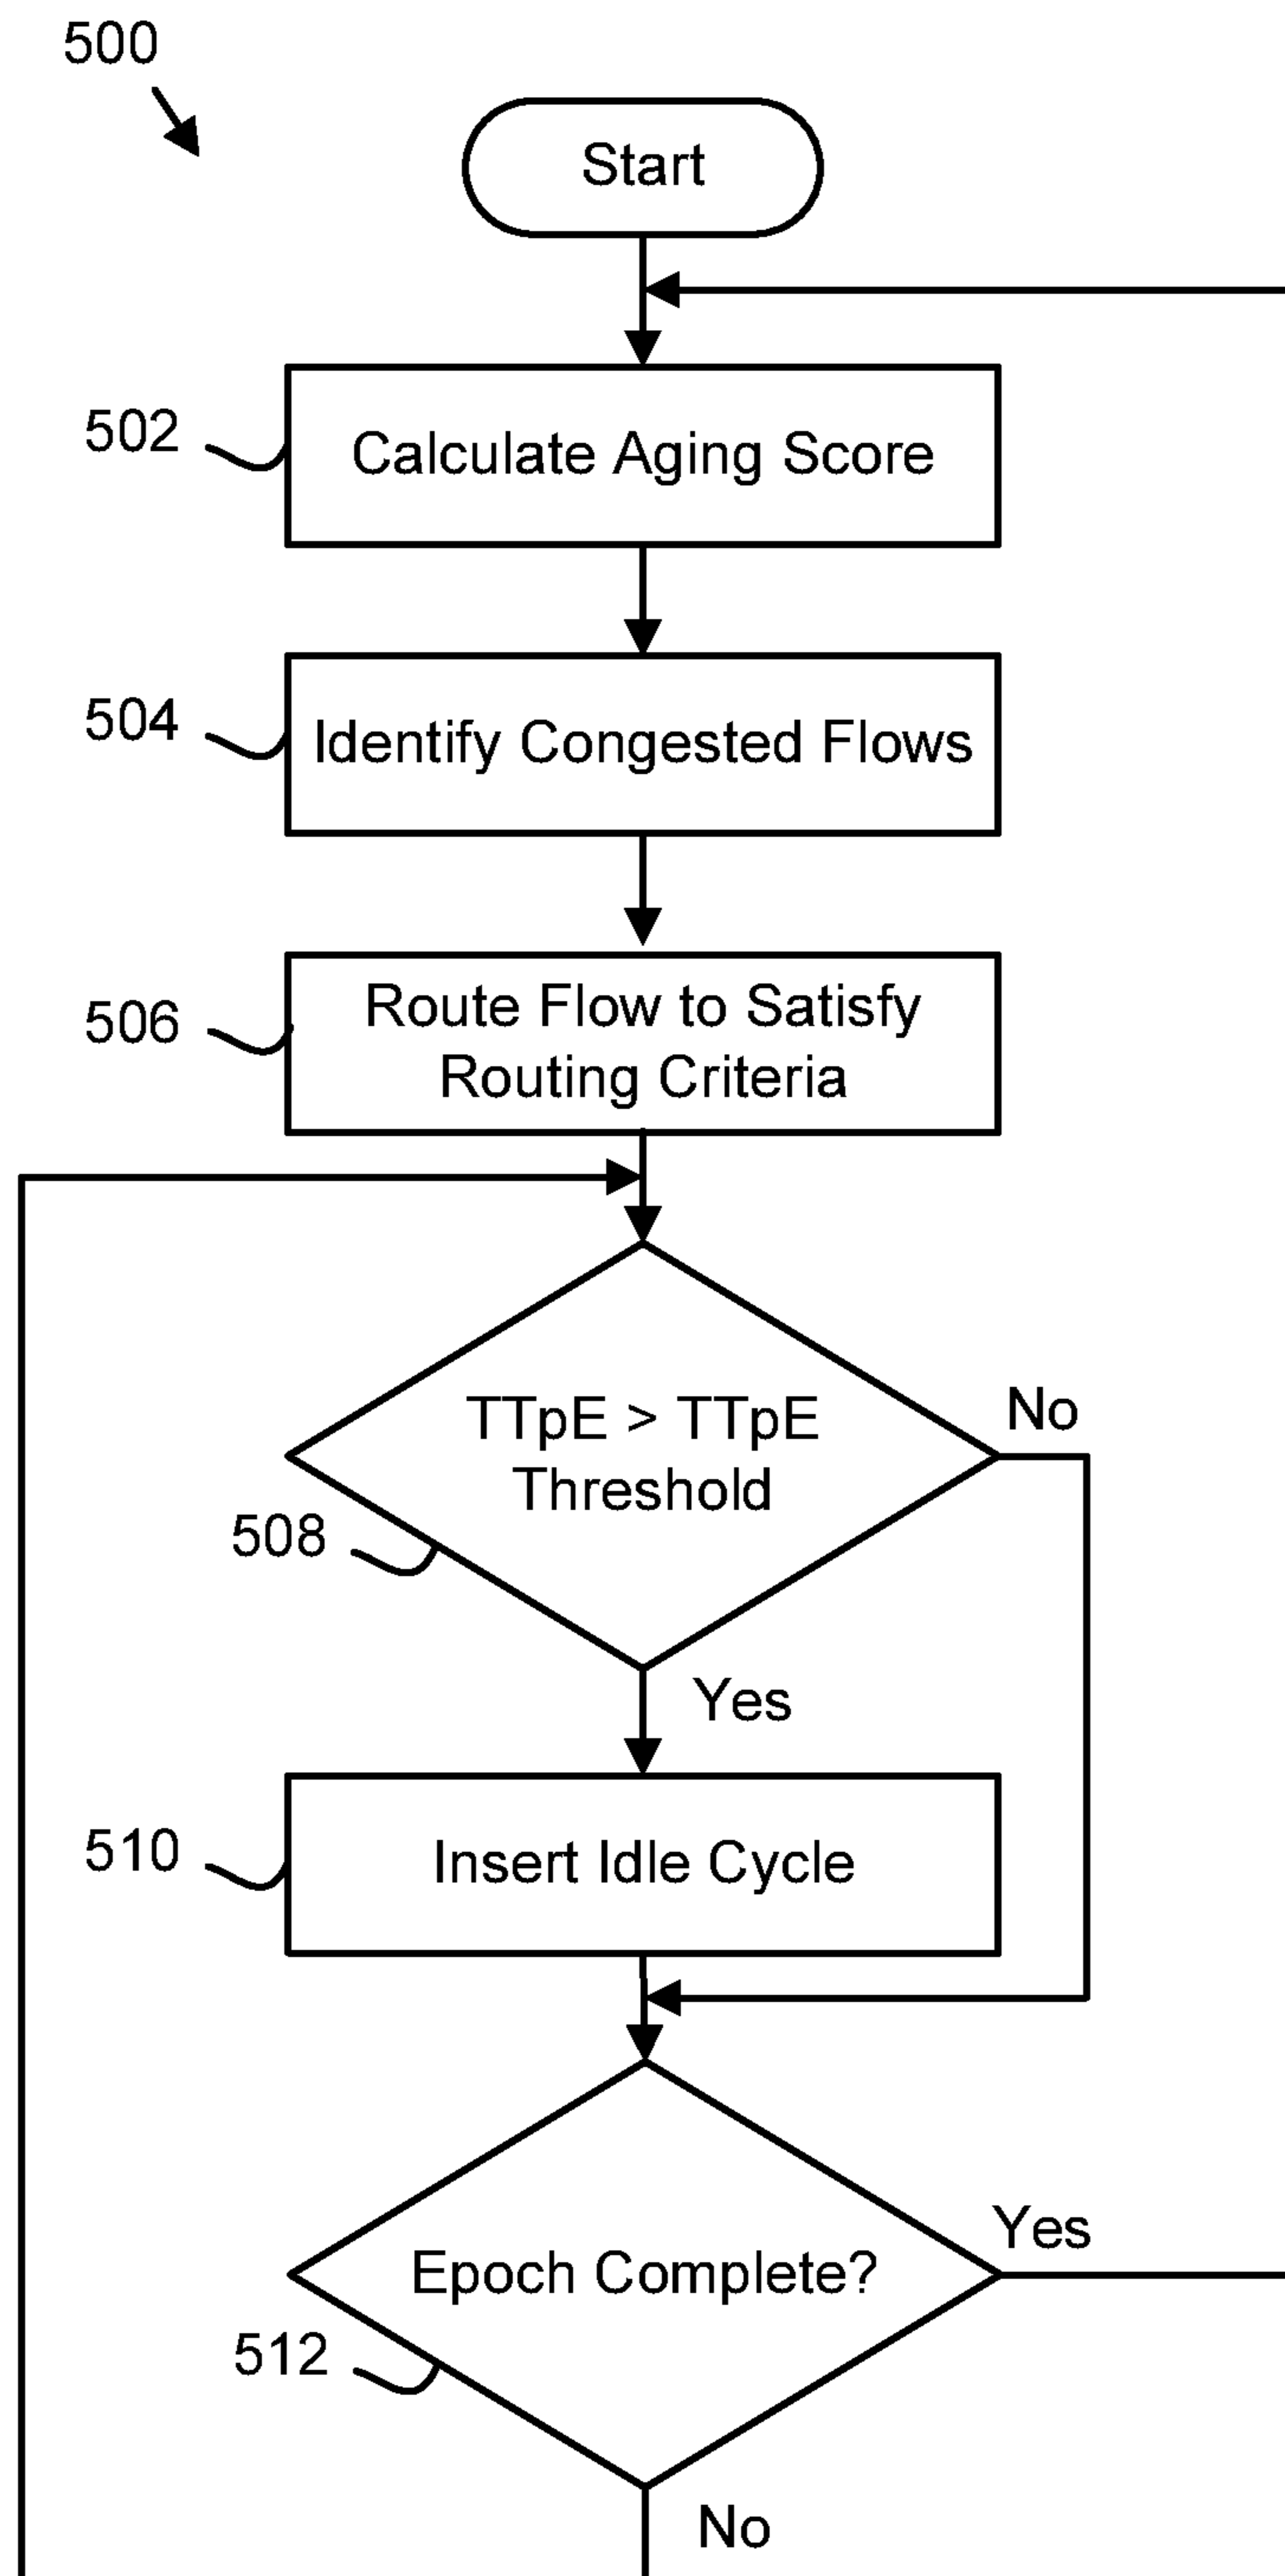 500
Start
502
Calculate Aging Score
504
Identify Congested Flows
506
Route Flow to Satisfy
Routing Criteria
TTpE > TTpE
Threshold
No
508
Yes
510
Insert Idle Cycle
Yes
Epoch Complete?
512
No